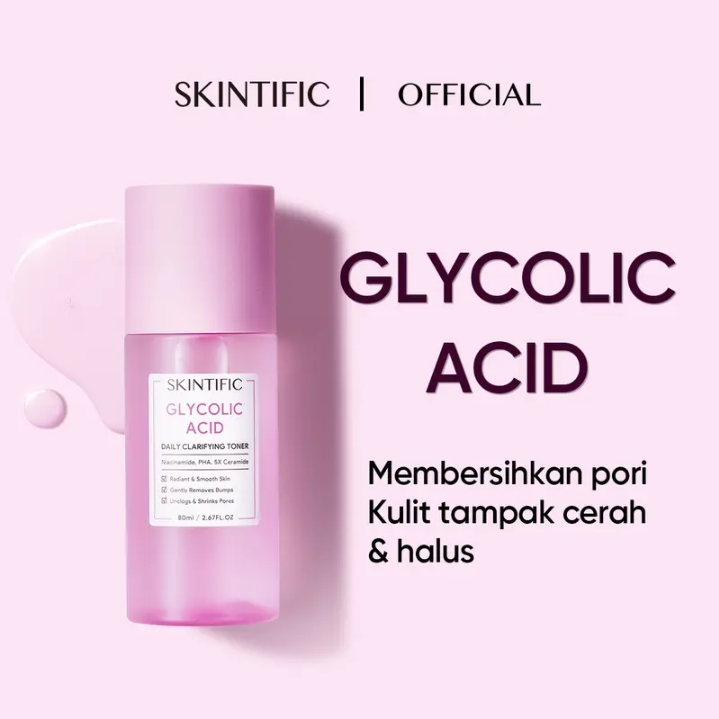 SKINTIFIC | OFFICIAL
GLYCOLIC
ACID
Membersihkan pori
Kulit tampak cerah
& halus
SKINTIFIC
GLYCOLIC
ACID
DAILY CLARIFYING TONER
Niacinamide, PHA, 5X Ceramide
Radiant & Smooth Skin
Gently Removes Bumps
Unclogs & Shrinks Pores
80ml / 2.67FL.OZ